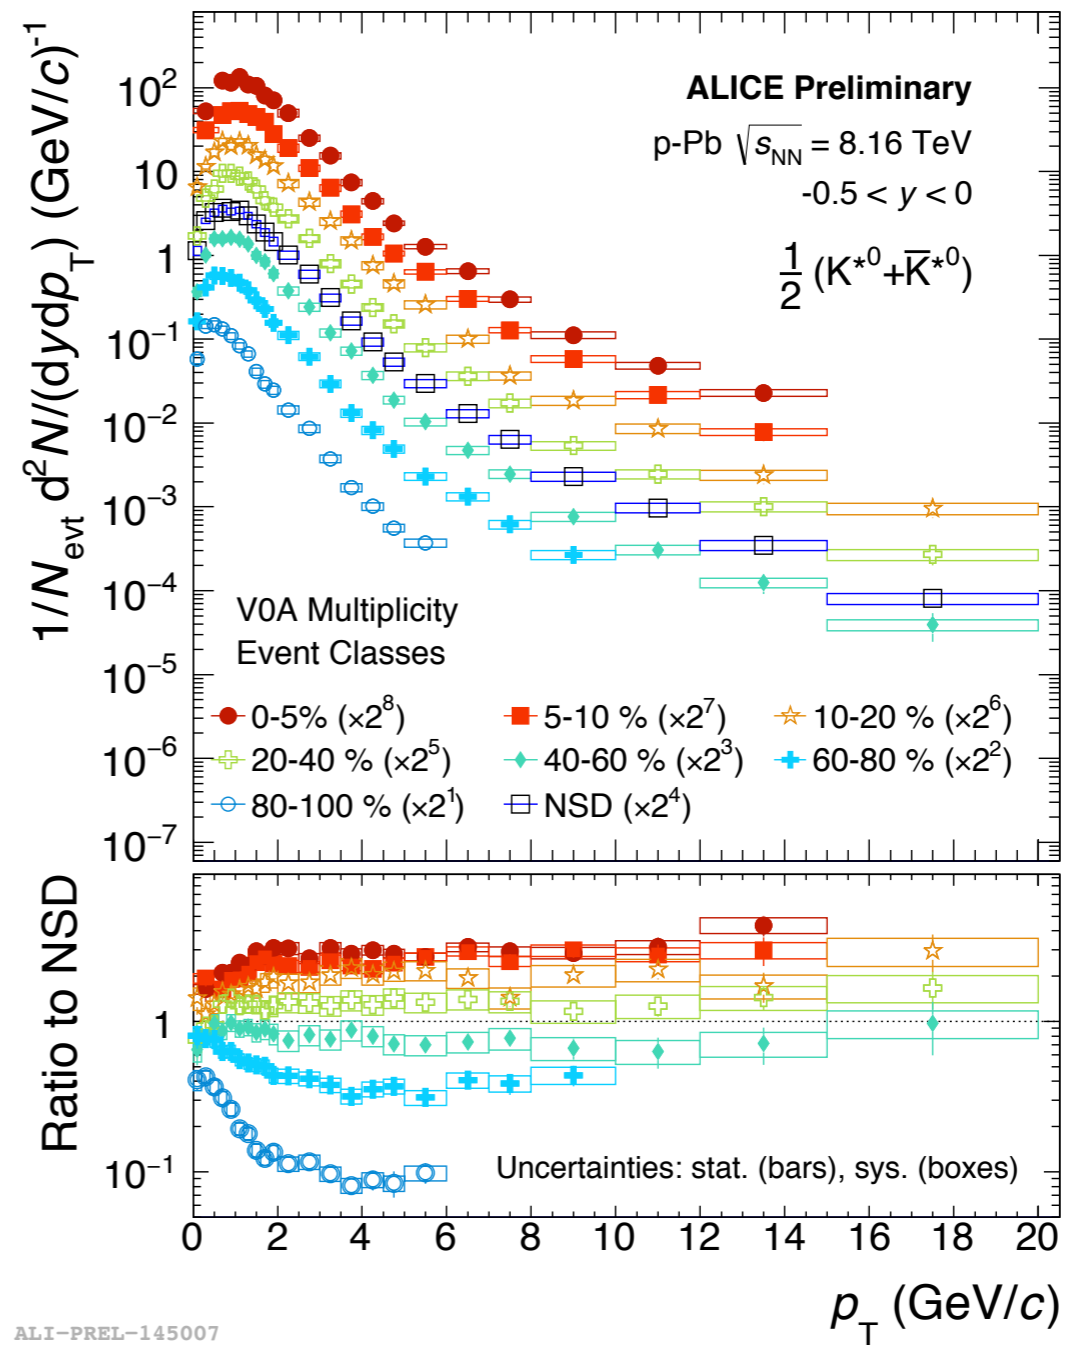 1/N_evt d²N/(dydp_T) (GeV/c)⁻¹
10²
10
1
10⁻¹
10⁻²
10⁻³
10⁻⁴
10⁻⁵
10⁻⁶
10⁻⁷
ALICE Preliminary
p-Pb √s_NN = 8.16 TeV
-0.5 < y < 0
½ (K*⁰+K̅*⁰)
V0A Multiplicity
Event Classes
0-5% (×2⁸) 5-10 % (×2⁷) 10-20 % (×2⁶)
20-40 % (×2⁵) 40-60 % (×2³) 60-80 % (×2²)
80-100 % (×2¹) NSD (×2⁴)
Ratio to NSD
1
10⁻¹
Uncertainties: stat. (bars), sys. (boxes)
0 2 4 6 8 10 12 14 16 18 20
p_T (GeV/c)
ALI-PREL-145007